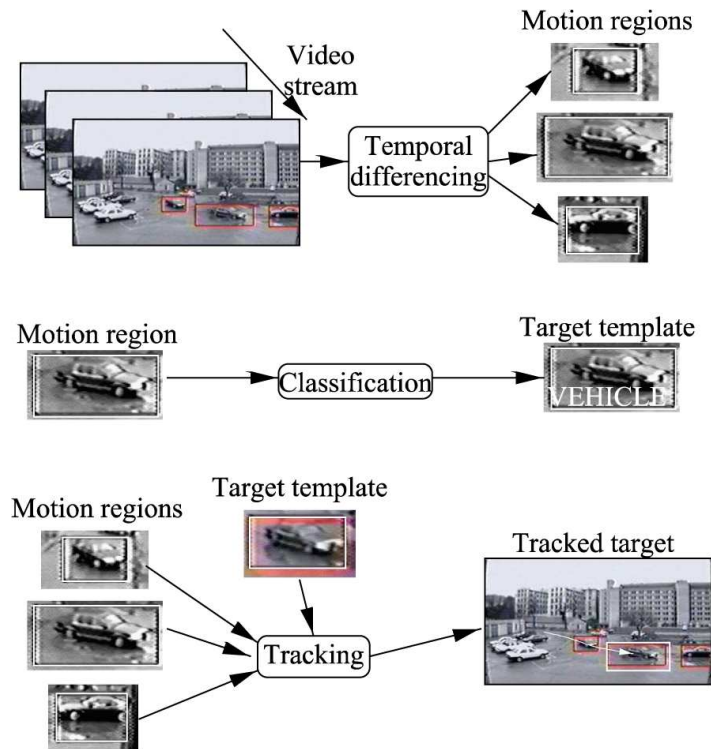 Motion regions
Video
stream
Temporal
differencing
Motion region
Target template
Classification
VEHICLE
Target template
Motion regions
Tracked target
Tracking